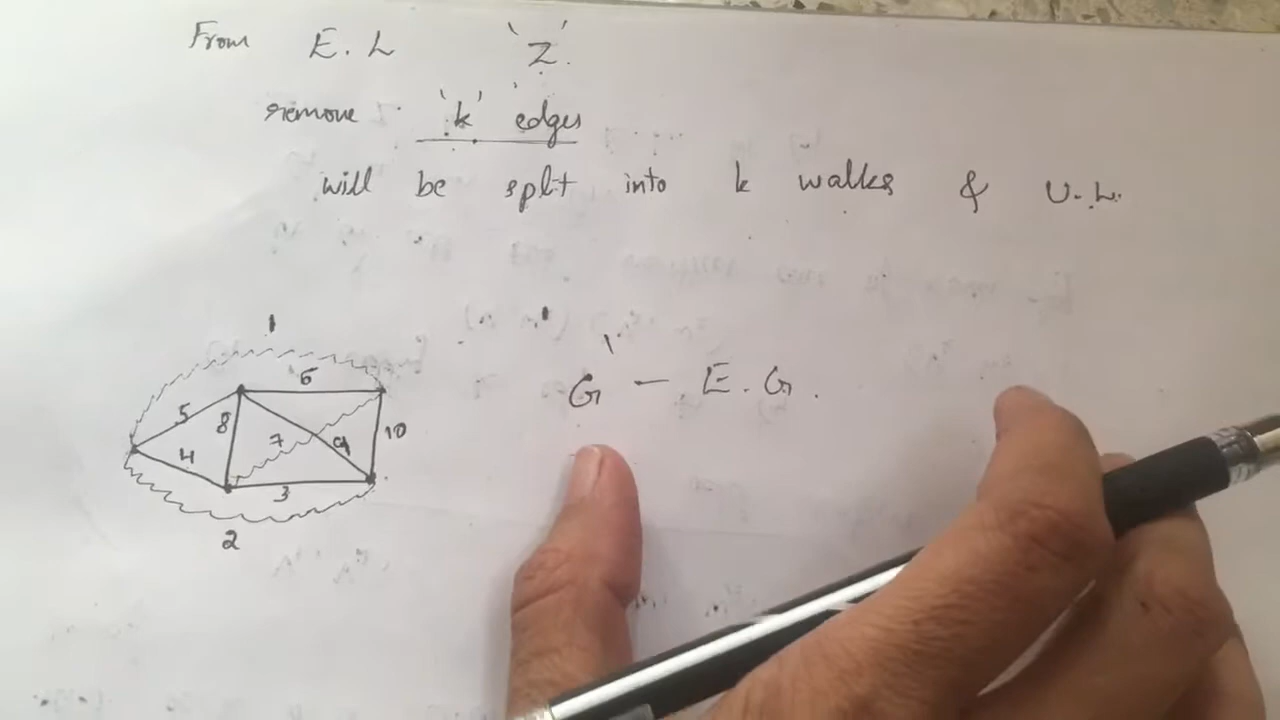 From E.L 'Z'.
remove 'k' edges
will be split into k walks & U.L.
1
6
5
8
7
9
10
4
3
2
G' - E.G.